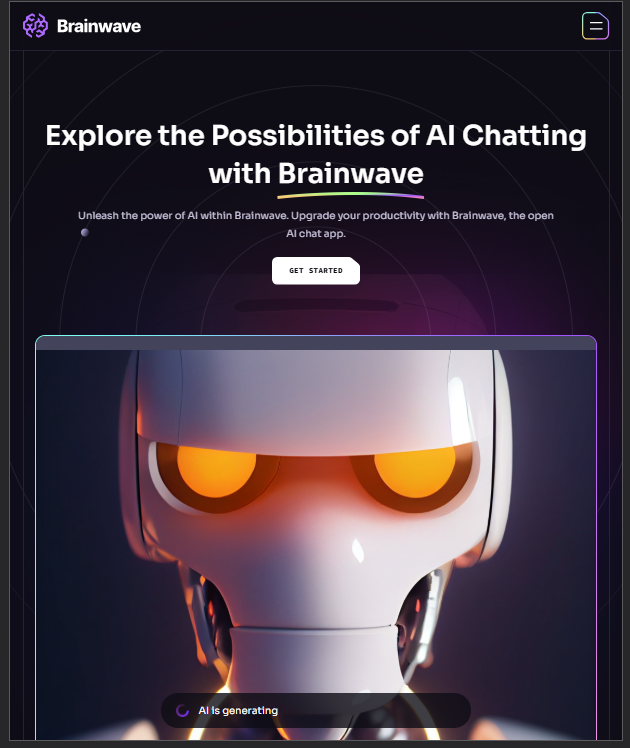 Brainwave
Explore the Possibilities of AI Chatting
with Brainwave
Unleash the power of AI within Brainwave. Upgrade your productivity with Brainwave, the open
AI chat app.
GET STARTED
AI is generating